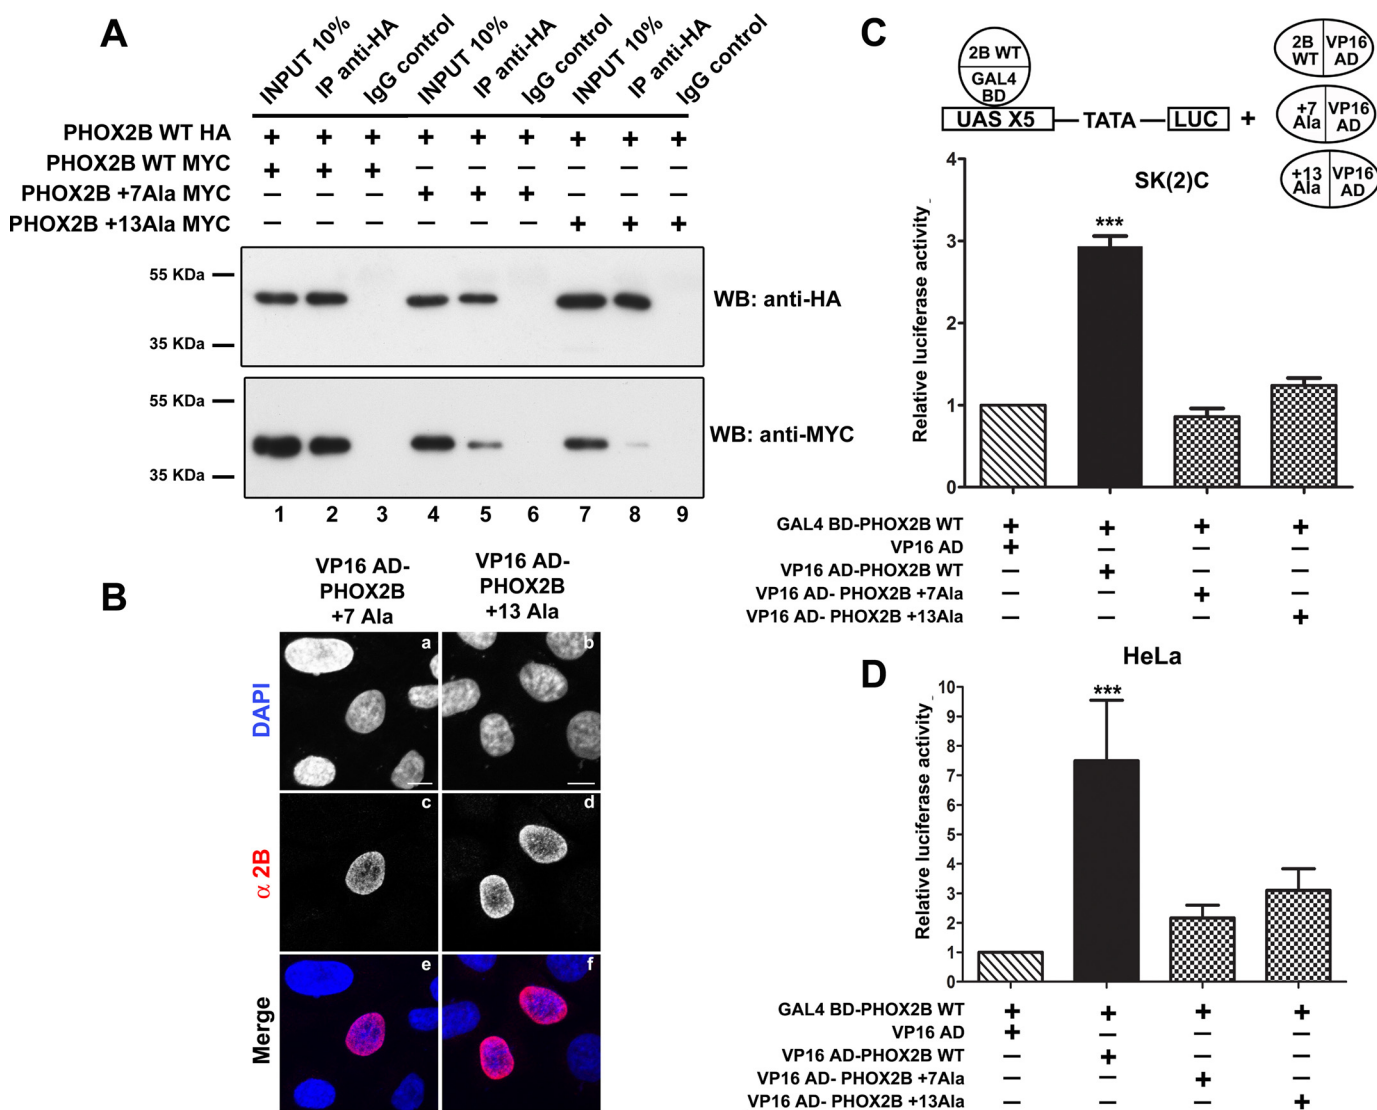 A
INPUT 10%
IP anti-HA
IgG control
INPUT 10%
IP anti-HA
IgG control
INPUT 10%
IP anti-HA
IgG control
PHOX2B WT HA + + + + + + + + +
PHOX2B WT MYC + + + – – – – – –
PHOX2B +7Ala MYC – – – + + + – – –
PHOX2B +13Ala MYC – – – – – – + + +
55 KDa
35 KDa
WB: anti-HA
55 KDa
35 KDa
WB: anti-MYC
1 2 3 4 5 6 7 8 9
B
VP16 AD-
PHOX2B
+7 Ala
VP16 AD-
PHOX2B
+13 Ala
DAPI
a
b
α 2B
c
d
Merge
e
f
C
2B WT
GAL4
BD
UAS X5
TATA
LUC
+
2B
WT
VP16
AD
+7
Ala
VP16
AD
+13
Ala
VP16
AD
SK(2)C
Relative luciferase activity
4
3
2
1
0
***
GAL4 BD-PHOX2B WT + + + +
VP16 AD + – – –
VP16 AD-PHOX2B WT – + – –
VP16 AD- PHOX2B +7Ala – – + –
VP16 AD- PHOX2B +13Ala – – – +
D
HeLa
Relative luciferase activity
10
9
8
7
6
5
4
3
2
1
0
***
GAL4 BD-PHOX2B WT + + + +
VP16 AD + – – –
VP16 AD-PHOX2B WT – + – –
VP16 AD- PHOX2B +7Ala – – + –
VP16 AD- PHOX2B +13Ala – – – +